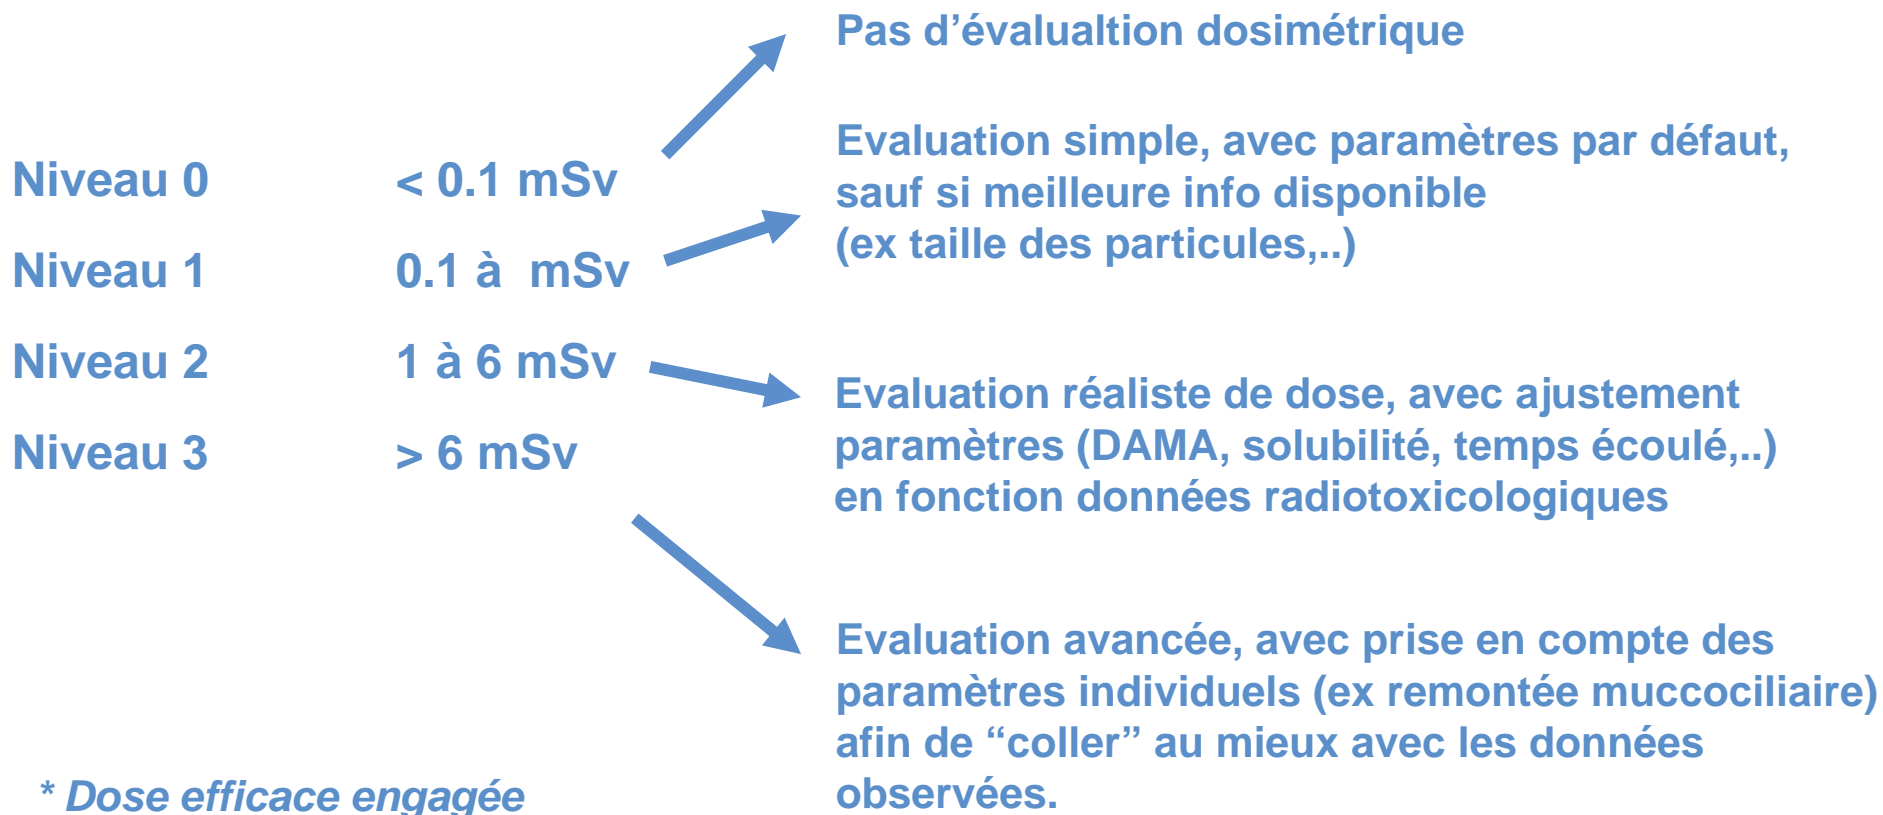 Pas d’évalualtion dosimétrique
Evaluation simple, avec paramètres par défaut,
sauf si meilleure info disponible
(ex taille des particules,..)
Niveau 0 < 0.1 mSv
Niveau 1 0.1 à mSv
Niveau 2 1 à 6 mSv
Niveau 3 > 6 mSv
Evaluation réaliste de dose, avec ajustement
paramètres (DAMA, solubilité, temps écoulé,..)
en fonction données radiotoxicologiques
Evaluation avancée, avec prise en compte des
paramètres individuels (ex remontée muccociliaire)
afin de “coller” au mieux avec les données
observées.
* Dose efficace engagée